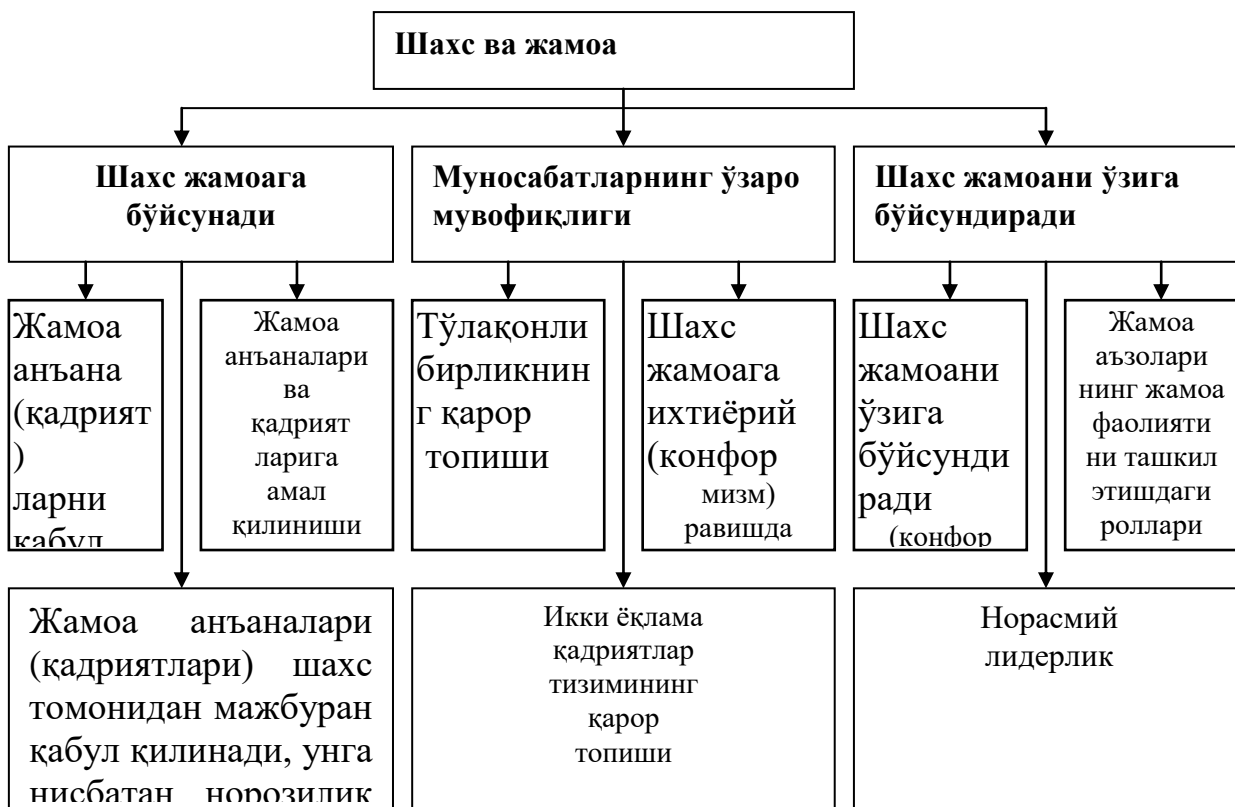 Шахс ва жамоа
Шахс жамоага
бўйсунади
Муносабатларнинг ўзаро
мувофиқлиги
Шахс жамоани ўзига
бўйсундиради
Жамоа
анъана
(қадрият
)
ларни
қабул
Жамоа
анъаналари
ва
қадрият
ларига
амал
қилиниши
Тўлақонли
бирликнин
г қарор
топиши
Шахс
жамоага
ихтиёрий
(конфор
мизм)
равишда
Шахс
жамоани
ўзига
бўйсунди
ради
(конфор
Жамоа
аъзолари
нинг жамоа
фаолияти
ни ташкил
этишдаги
роллари
Жамоа анъаналари
(қадриятлари) шахс
томонидан мажбуран
қабул қилинади, унга
нисбатан норозилик
Икки ёқлама
қадриятлар
тизимининг
қарор
топиши
Норасмий
лидерлик